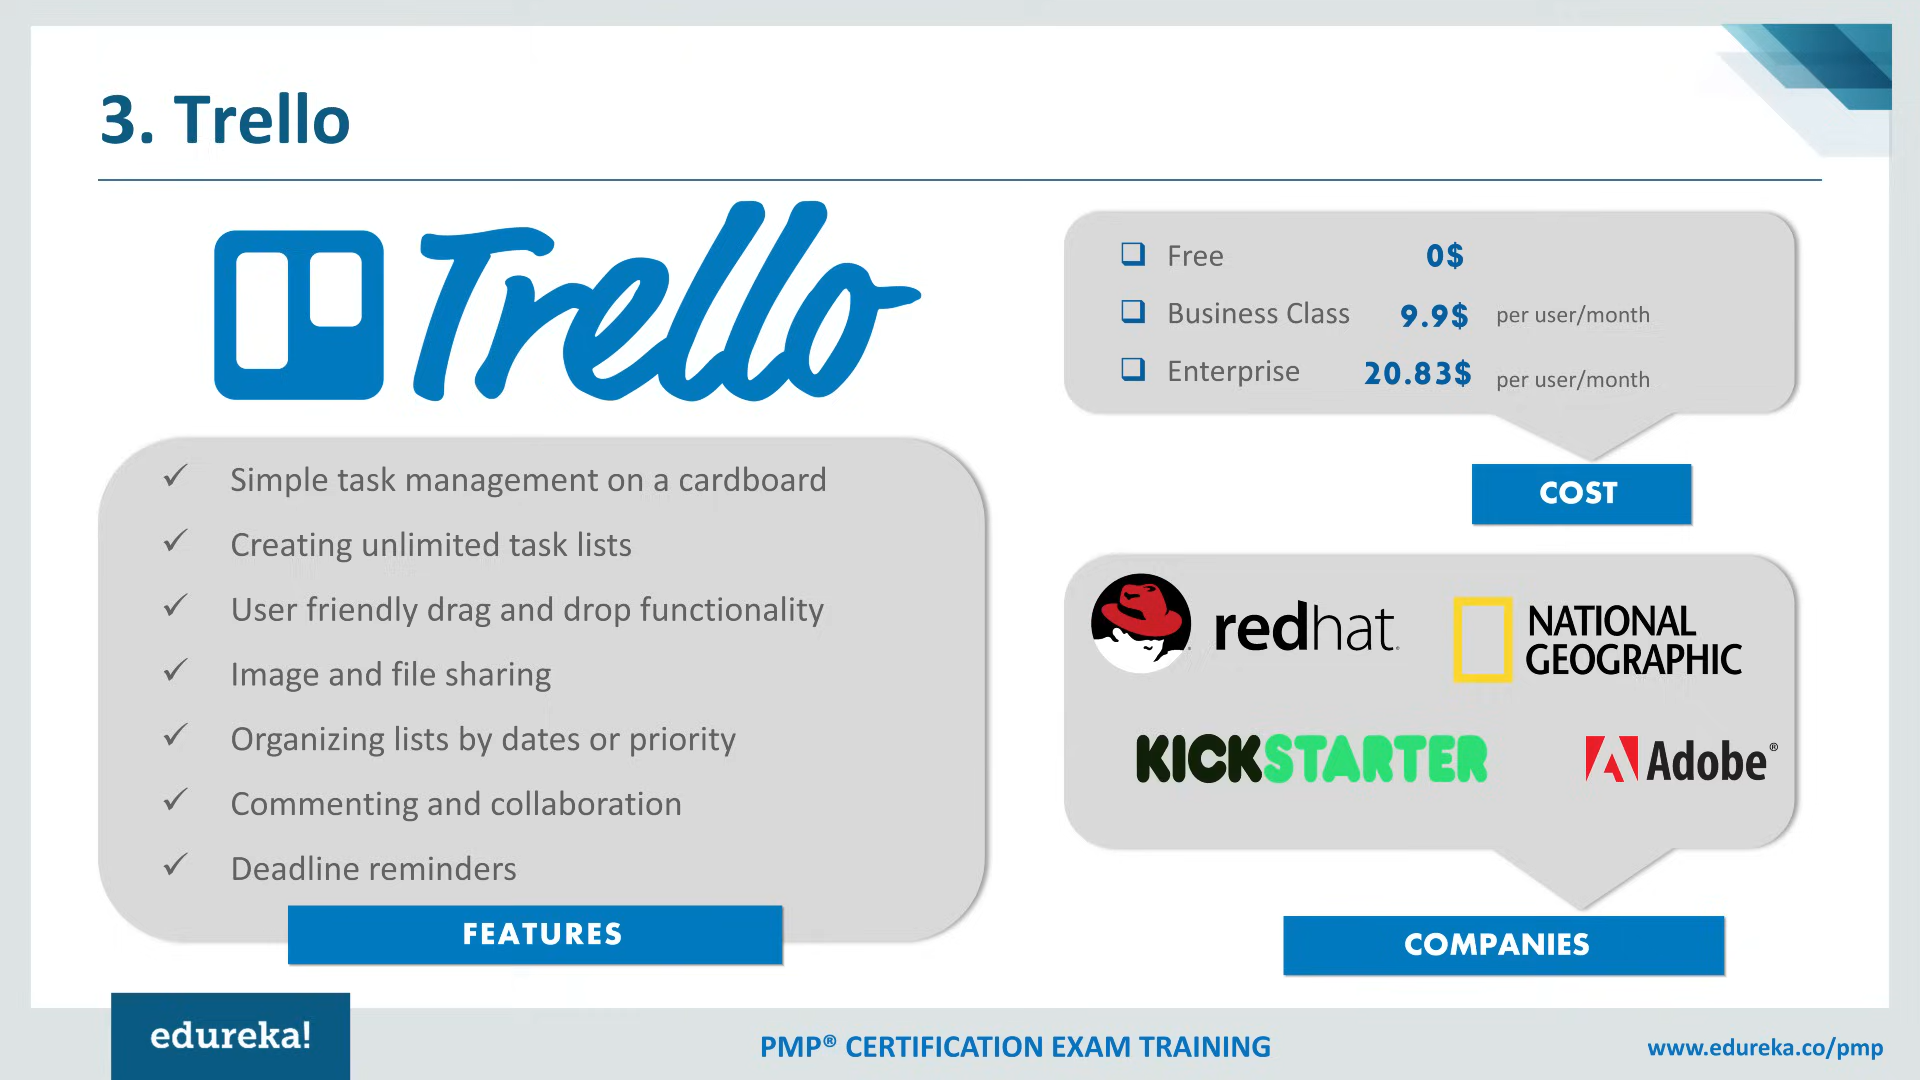 3. Trello
Trello
Free 0$
Business Class 9.9$ per user/month
Enterprise 20.83$ per user/month
COST
Simple task management on a cardboard
Creating unlimited task lists
User friendly drag and drop functionality
Image and file sharing
Organizing lists by dates or priority
Commenting and collaboration
Deadline reminders
FEATURES
redhat.
NATIONAL
GEOGRAPHIC
KICKSTARTER
Adobe®
COMPANIES
edureka!
PMP® CERTIFICATION EXAM TRAINING
www.edureka.co/pmp